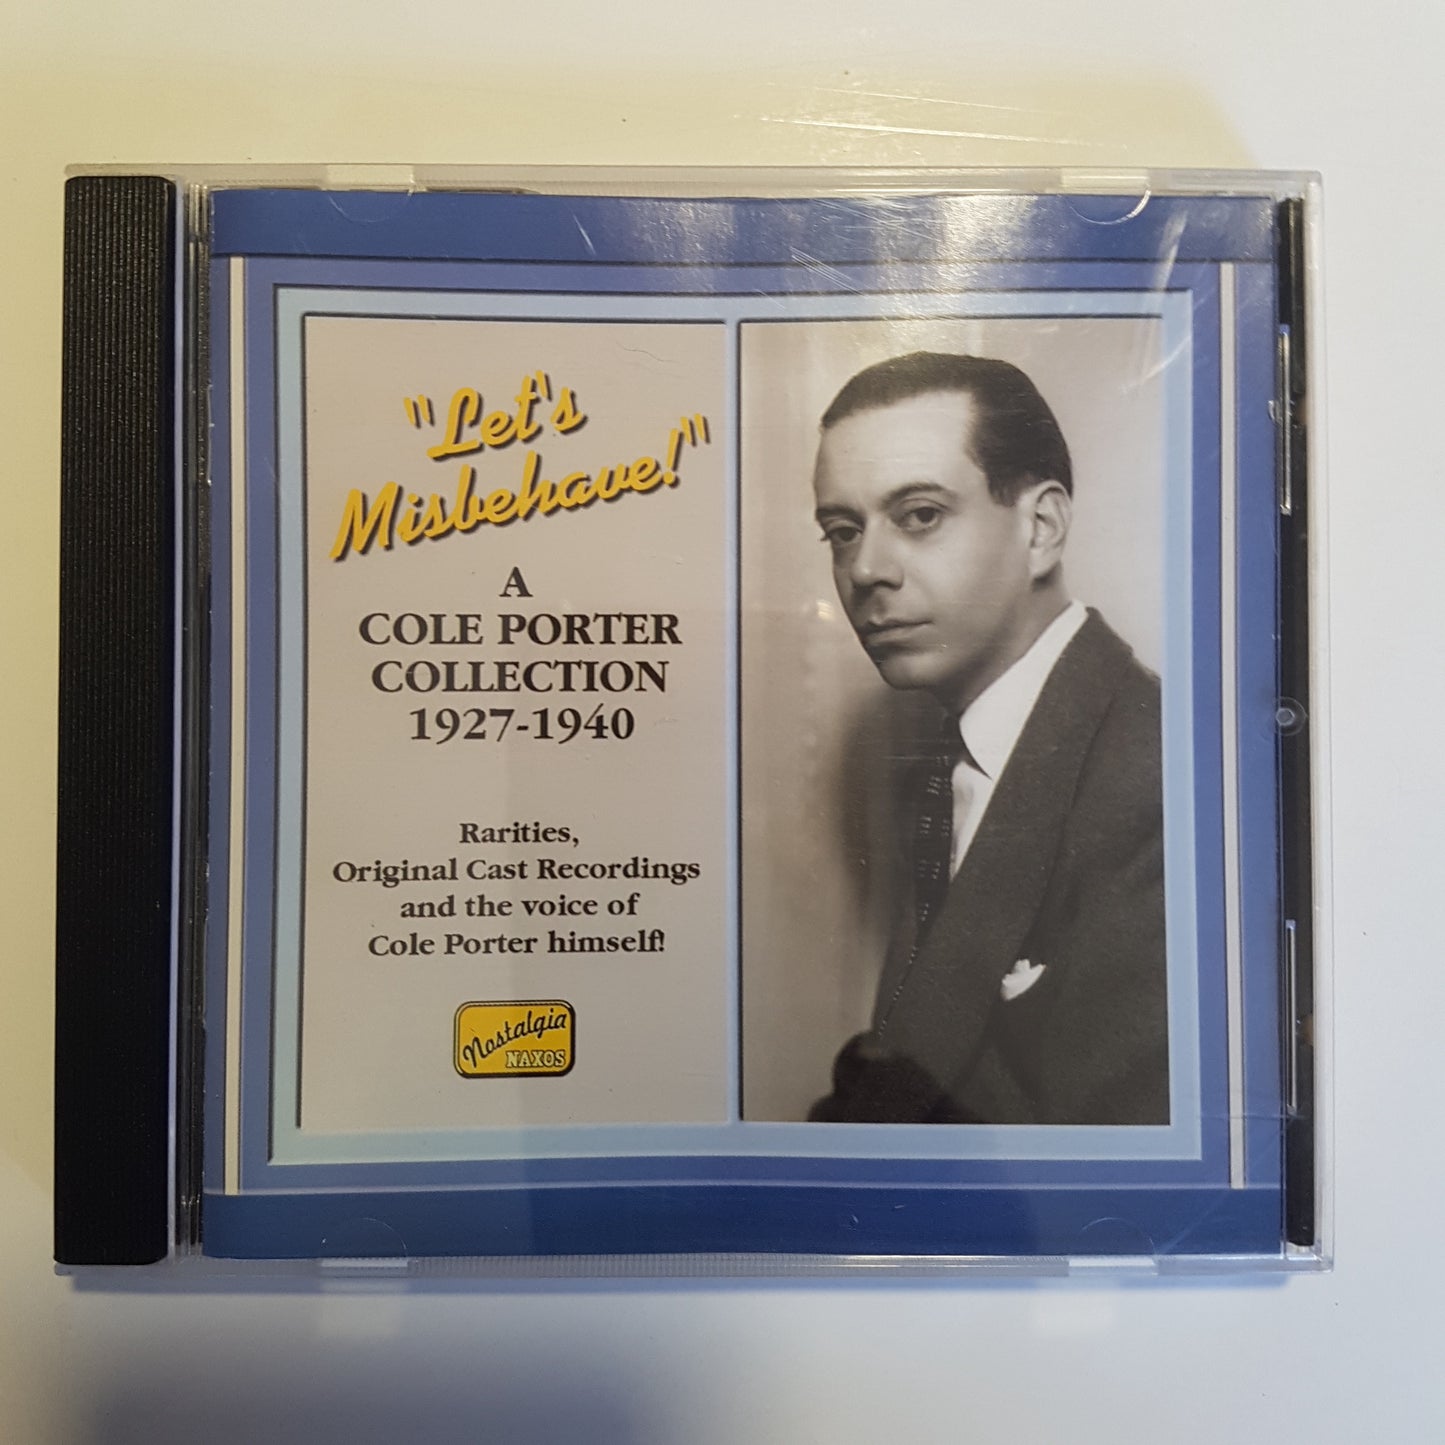 "Let's
Misbehave!"
A
COLE PORTER
COLLECTION
1927-1940
Rarities,
Original Cast Recordings
and the voice of
Cole Porter himself!
Nostalgia
NAXOS